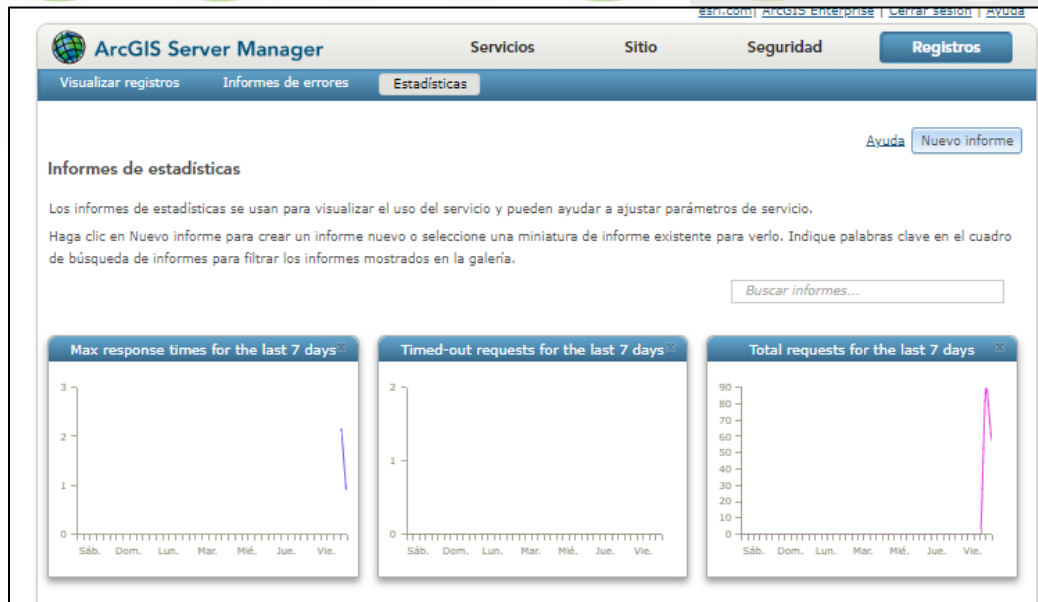 esri.com| ArcGIS Enterprise | Cerrar sesión | Ayuda
ArcGIS Server Manager
Servicios Sitio Seguridad Registros
Visualizar registros Informes de errores Estadísticas
Ayuda Nuevo informe
Informes de estadísticas
Los informes de estadísticas se usan para visualizar el uso del servicio y pueden ayudar a ajustar parámetros de servicio.
Haga clic en Nuevo informe para crear un informe nuevo o seleccione una miniatura de informe existente para verlo. Indique palabras clave en el cuadro
de búsqueda de informes para filtrar los informes mostrados en la galería.
Buscar informes...
Max response times for the last 7 days
3
2
1
0
Sáb. Dom. Lun. Mar. Mié. Jue. Vie.
Timed-out requests for the last 7 days
2
1
0
Sáb. Dom. Lun. Mar. Mié. Jue. Vie.
Total requests for the last 7 days
90
80
70
60
50
40
30
20
10
0
Sáb. Dom. Lun. Mar. Mié. Jue. Vie.